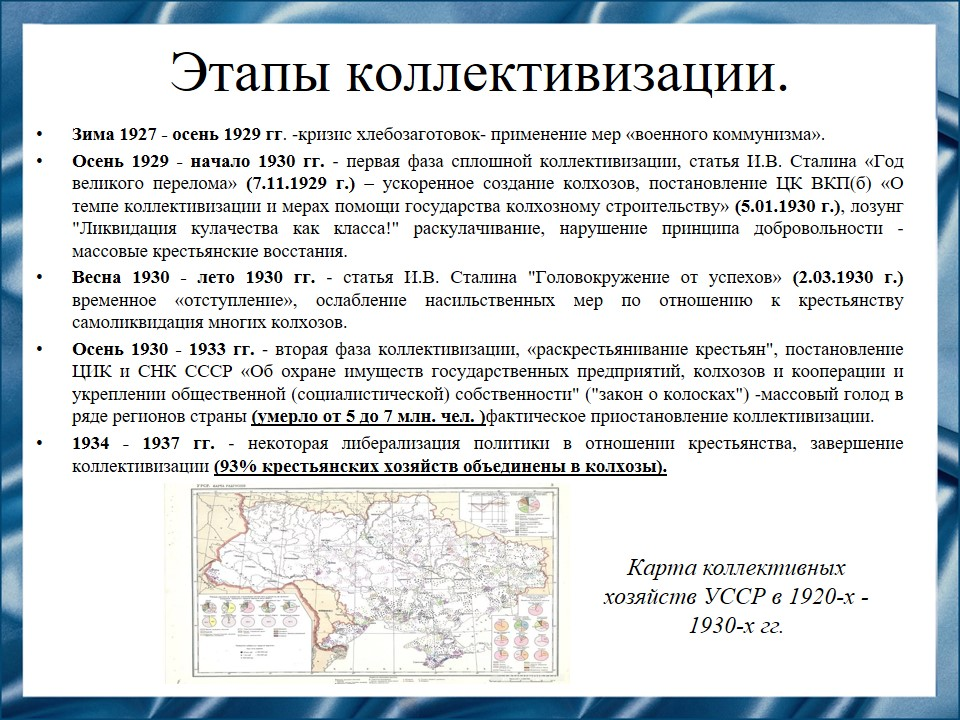 Этапы коллективизации.
• Зима 1927 - осень 1929 гг. -кризис хлебозаготовок- применение мер «военного коммунизма».
• Осень 1929 - начало 1930 гг. - первая фаза сплошной коллективизации, статья И.В. Сталина «Год
великого перелома» (7.11.1929 г.) – ускоренное создание колхозов, постановление ЦК ВКП(б) «О
темпе коллективизации и мерах помощи государства колхозному строительству» (5.01.1930 г.), лозунг
"Ликвидация кулачества как класса!" раскулачивание, нарушение принципа добровольности -
массовые крестьянские восстания.
• Весна 1930 - лето 1930 гг. - статья И.В. Сталина "Головокружение от успехов» (2.03.1930 г.)
временное «отступление», ослабление насильственных мер по отношению к крестьянству
самоликвидация многих колхозов.
• Осень 1930 - 1933 гг. - вторая фаза коллективизации, «раскрестьянивание крестьян", постановление
ЦИК и СНК СССР «Об охране имуществ государственных предприятий, колхозов и кооперации и
укреплении общественной (социалистической) собственности" ("закон о колосках") -массовый голод в
ряде регионов страны (умерло от 5 до 7 млн. чел. )фактическое приостановление коллективизации.
• 1934 - 1937 гг. - некоторая либерализация политики в отношении крестьянства, завершение
коллективизации (93% крестьянских хозяйств объединены в колхозы).
Карта коллективных
хозяйств УССР в 1920-х -
1930-х гг.